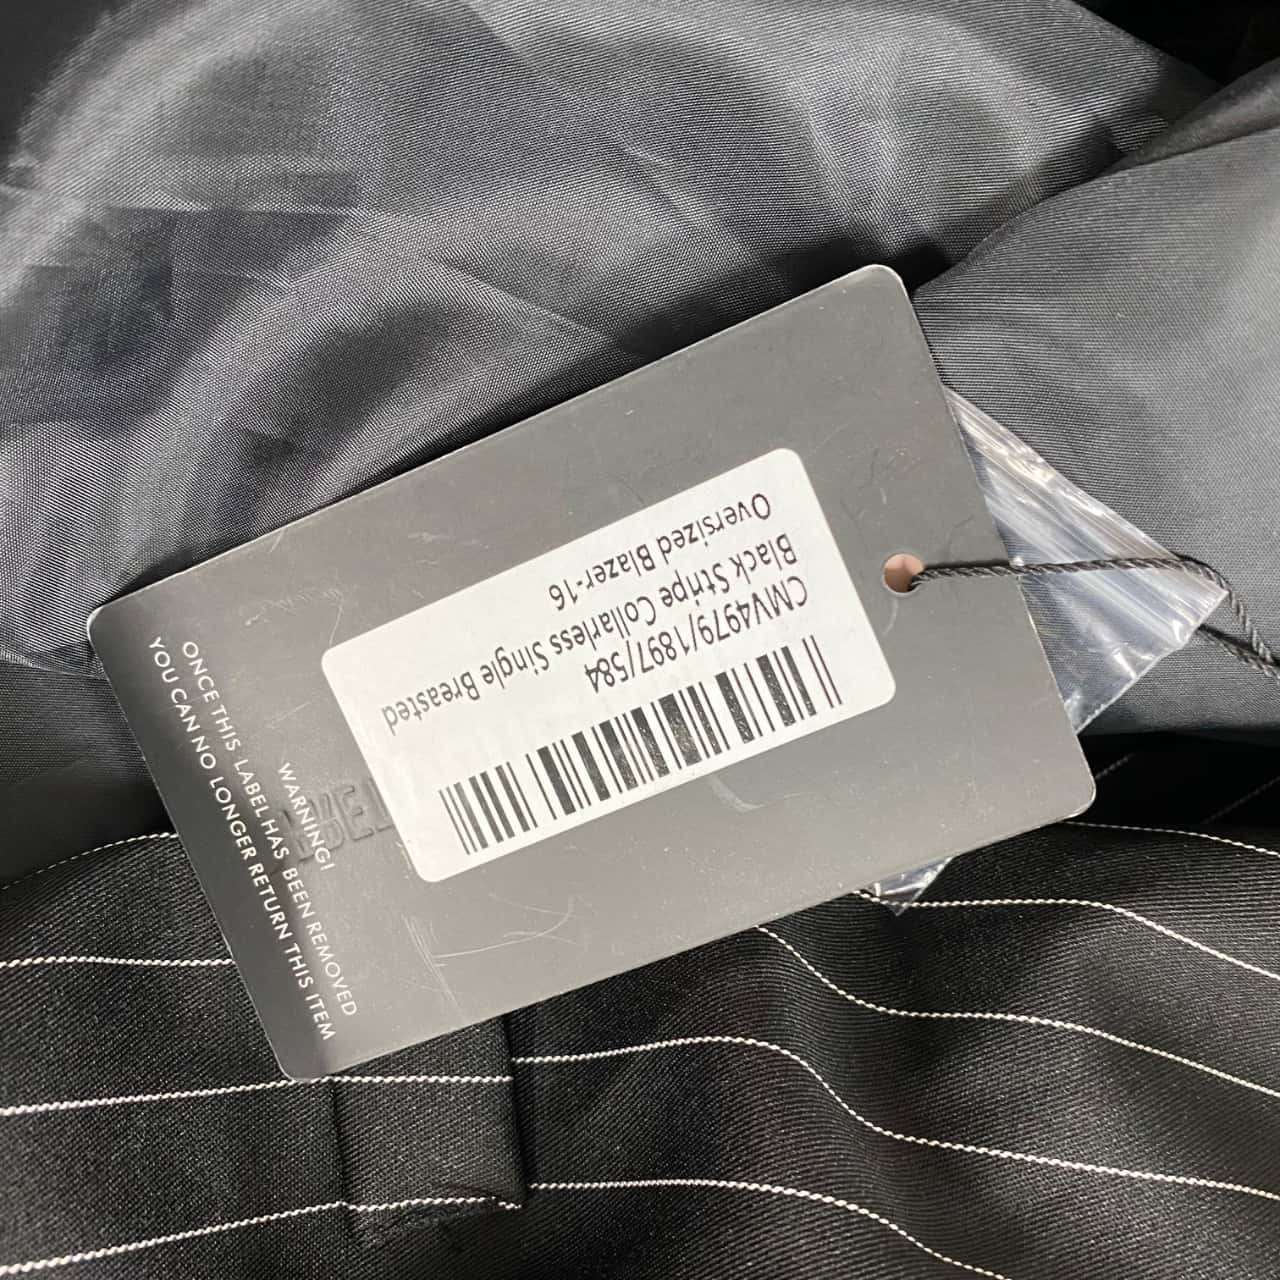 CMV4979/1897/584
Black Stripe Collarless Single Breasted
Oversized Blazer-16
WARNING!
ONCE THIS LABEL HAS BEEN REMOVED
YOU CAN NO LONGER RETURN THIS ITEM